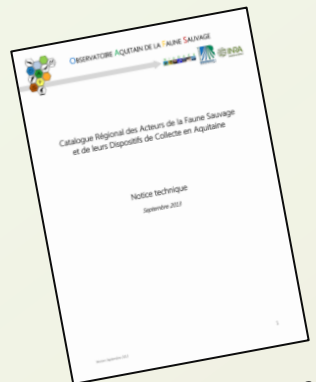 OBSERVATOIRE AQUITAIN DE LA FAUNE SAUVAGE
INRA
Catalogue Régional des Acteurs de la Faune Sauvage
et de leurs Dispositifs de Collecte en Aquitaine
Notice technique
Septembre 2013